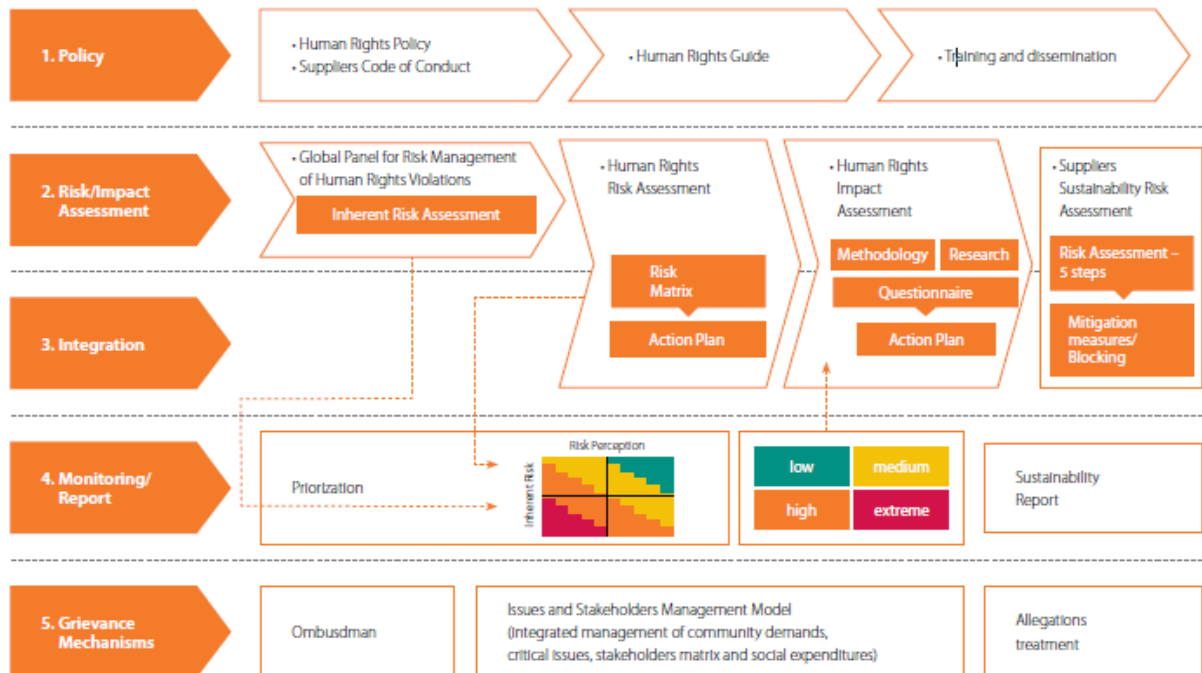 1. Policy
• Human Rights Policy
• Suppliers Code of Conduct
• Human Rights Guide
• Training and dissemination
2. Risk/Impact
Assessment
• Global Panel for Risk Management
of Human Rights Violations
Inherent Risk Assessment
• Human Rights
Risk Assessment
Risk
Matrix
Action Plan
• Human Rights
Impact
Assessment
Methodology
Research
Questionnaire
Action Plan
• Suppliers
Sustainability Risk
Assessment
Risk Assessment –
5 steps
Mitigation
measures/
Blocking
3. Integration
4. Monitoring/
Report
Priorization
Risk Perception
Inherent Risk
low
medium
high
extreme
Sustainability
Report
5. Grievance
Mechanisms
Ombusdman
Issues and Stakeholders Management Model
(integrated management of community demands,
critical issues, stakeholders matrix and social expenditures)
Allegations
treatment